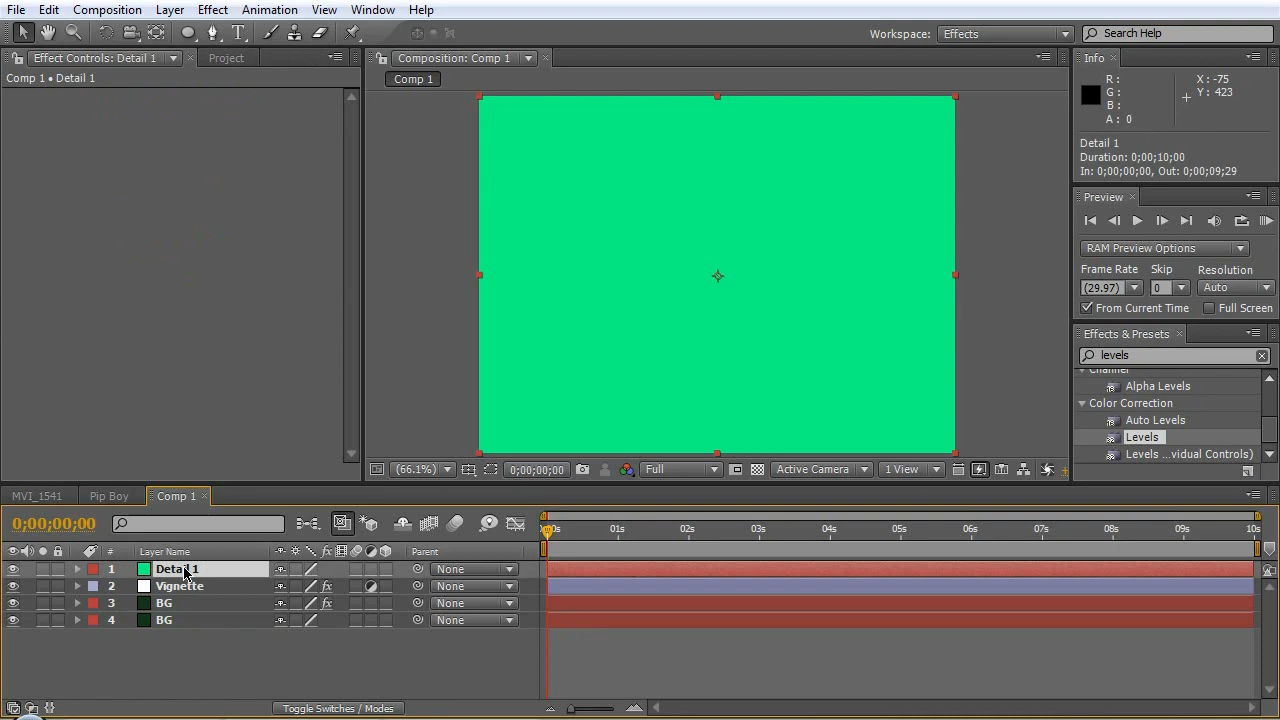 File Edit Composition Layer Effect Animation View Window Help
Workspace: Effects Search Help
Effect Controls: Detail 1 Project
Comp 1 • Detail 1
Composition: Comp 1
Comp 1
Info
R :
G :
B :
A : 0
X : -75
Y : 423
Detail 1
Duration: 0;00;10;00
In: 0;00;00;00, Out: 0;00;09;29
Preview
RAM Preview Options
Frame Rate Skip Resolution
(29.97) 0 Auto
From Current Time Full Screen
Effects & Presets
levels
Channel
Alpha Levels
Color Correction
Auto Levels
Levels
Levels ...vidual Controls)
(66.1%) 0;00;00;00 Full Active Camera 1 View
MVI_1541 Pip Boy Comp 1
0;00;00;00
00s 01s 02s 03s 04s 05s 06s 07s 08s 09s 10s
# Layer Name Parent
1 Detail 1 None
2 Vignette fx None
3 BG fx None
4 BG None
Toggle Switches / Modes